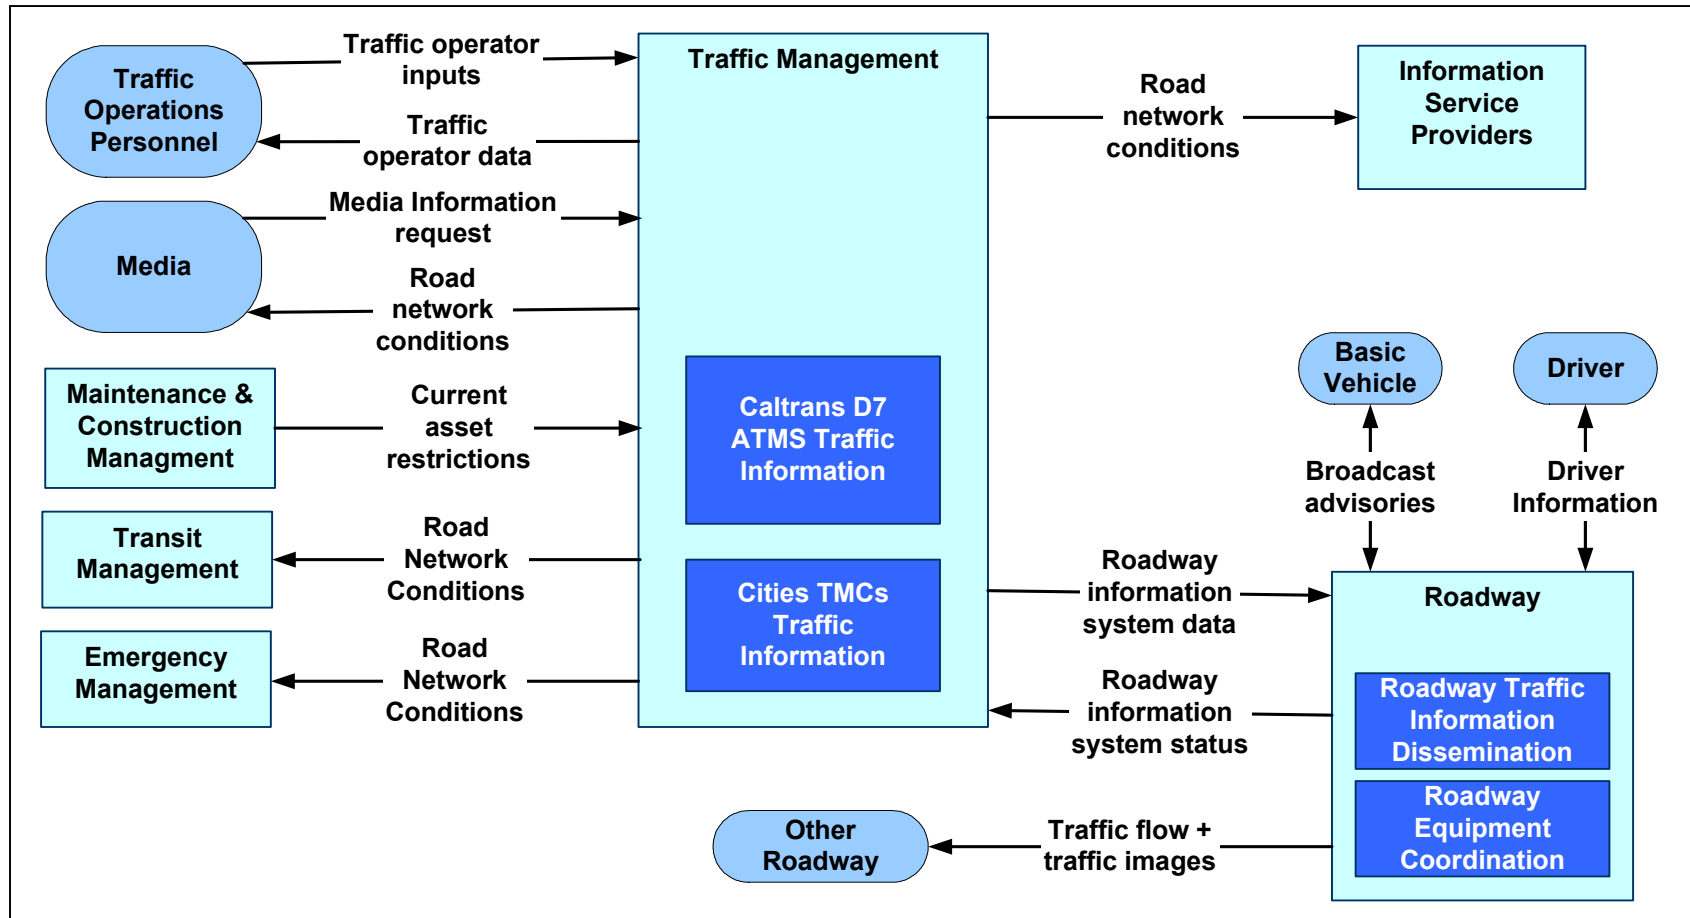 Traffic
Operations
Personnel
Traffic operator
inputs
Traffic
operator data
Media
Media Information
request
Road
network
conditions
Maintenance &
Construction
Managment
Current
asset
restrictions
Transit
Management
Road
Network
Conditions
Emergency
Management
Road
Network
Conditions
Traffic Management
Caltrans D7
ATMS Traffic
Information
Cities TMCs
Traffic
Information
Road
network
conditions
Information
Service
Providers
Basic
Vehicle
Driver
Broadcast
advisories
Driver
Information
Roadway
information
system data
Roadway
information
system status
Roadway
Roadway Traffic
Information
Dissemination
Roadway
Equipment
Coordination
Other
Roadway
Traffic flow +
traffic images